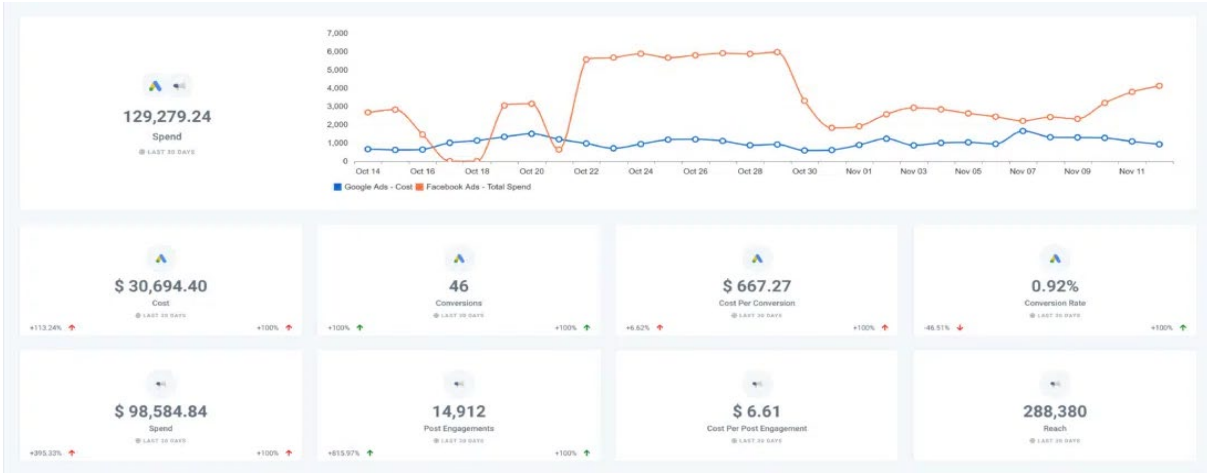 7,000
6,000
5,000
4,000
3,000
2,000
1,000
0
129,279.24
Spend
LAST 30 DAYS
Oct 14 Oct 16 Oct 18 Oct 20 Oct 22 Oct 24 Oct 26 Oct 28 Oct 30 Nov 01 Nov 03 Nov 05 Nov 07 Nov 09 Nov 11
Google Ads - Cost Facebook Ads - Total Spend
$ 30,694.40
Cost
LAST 30 DAYS
+113.24% +100%
46
Conversions
LAST 30 DAYS
+100% +100%
$ 667.27
Cost Per Conversion
LAST 30 DAYS
+6.62% +100%
0.92%
Conversion Rate
LAST 30 DAYS
-46.51% +100%
$ 98,584.84
Spend
LAST 30 DAYS
+395.33% +100%
14,912
Post Engagements
LAST 30 DAYS
+615.97% +100%
$ 6.61
Cost Per Post Engagement
LAST 30 DAYS
288,380
Reach
LAST 30 DAYS